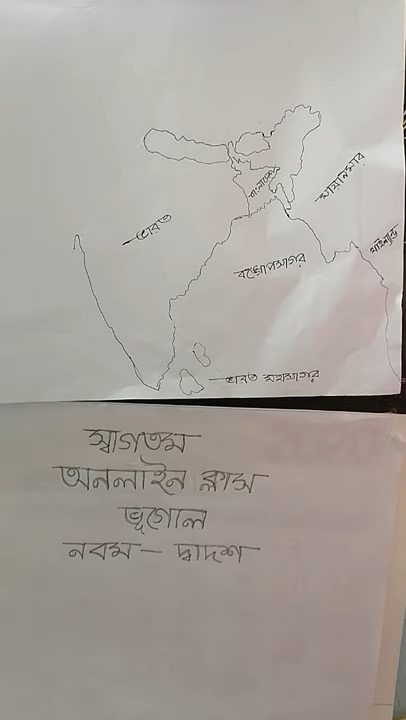 বাংলাদেশ
মায়ানমার
ভারত
থাইল্যান্ড
বঙ্গোপসাগর
ভারত মহাসাগর
স্বাগতম
অনলাইন ক্লাস
ভূগোল
নবম - দ্বাদশ